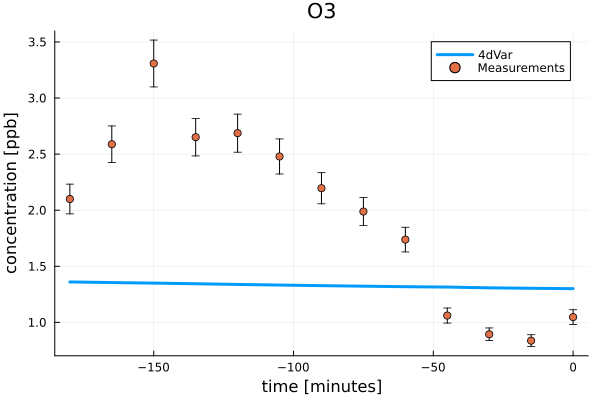 O3
concentration [ppb]
3.5
3.0
2.5
2.0
1.5
1.0
4dVar
Measurements
−150
−100
−50
0
time [minutes]